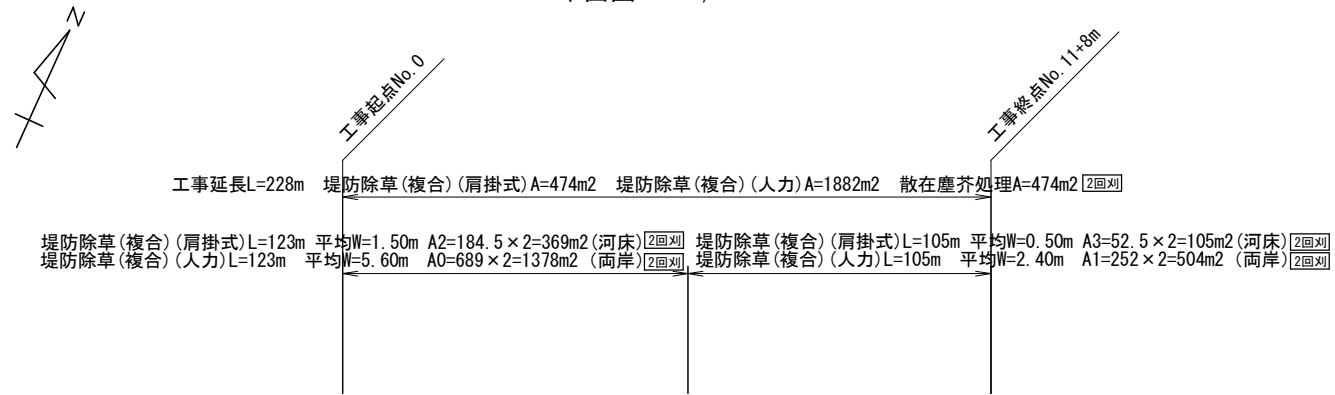 N
工事起点No.0
工事終点No.11+8m
工事延長L=228m 堤防除草(複合)(肩掛式)A=474m2 堤防除草(複合)(人力)A=1882m2 散在塵芥処理A=474m2 2回刈
堤防除草(複合)(肩掛式)L=123m 平均W=1.50m A2=184.5×2=369m2(河床) 2回刈
堤防除草(複合)(人力)L=123m 平均W=5.60m A0=689×2=1378m2 (両岸) 2回刈
堤防除草(複合)(肩掛式)L=105m 平均W=0.50m A3=52.5×2=105m2(河床) 2回刈
堤防除草(複合)(人力)L=105m 平均W=2.40m A1=252×2=504m2 (両岸) 2回刈